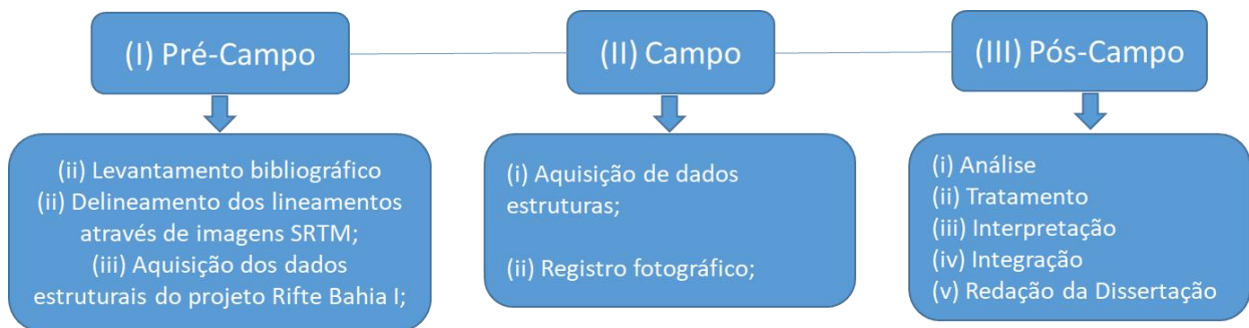 (I) Pré-Campo
(II) Campo
(III) Pós-Campo
(ii) Levantamento bibliográfico
(ii) Delineamento dos lineamentos
através de imagens SRTM;
(iii) Aquisição dos dados
estruturais do projeto Rifte Bahia I;
(i) Aquisição de dados
estruturas;
(ii) Registro fotográfico;
(i) Análise
(ii) Tratamento
(iii) Interpretação
(iv) Integração
(v) Redação da Dissertação